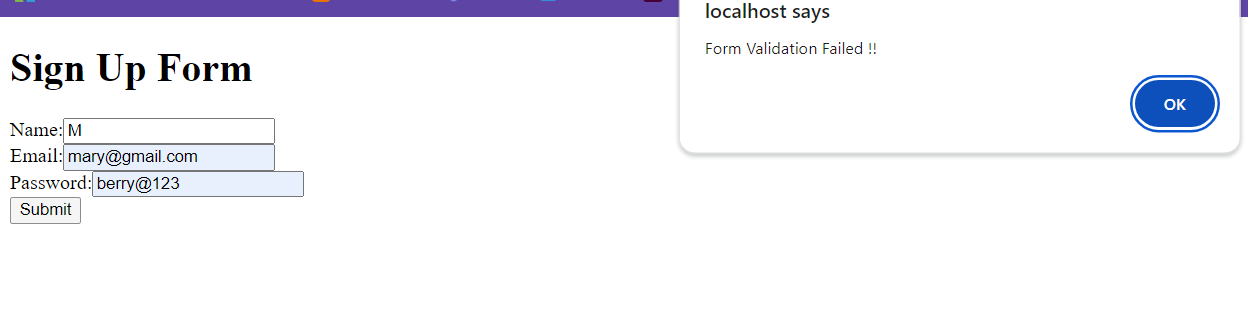 localhost says
Form Validation Failed !!
OK
Sign Up Form
Name: M
Email: mary@gmail.com
Password: berry@123
Submit